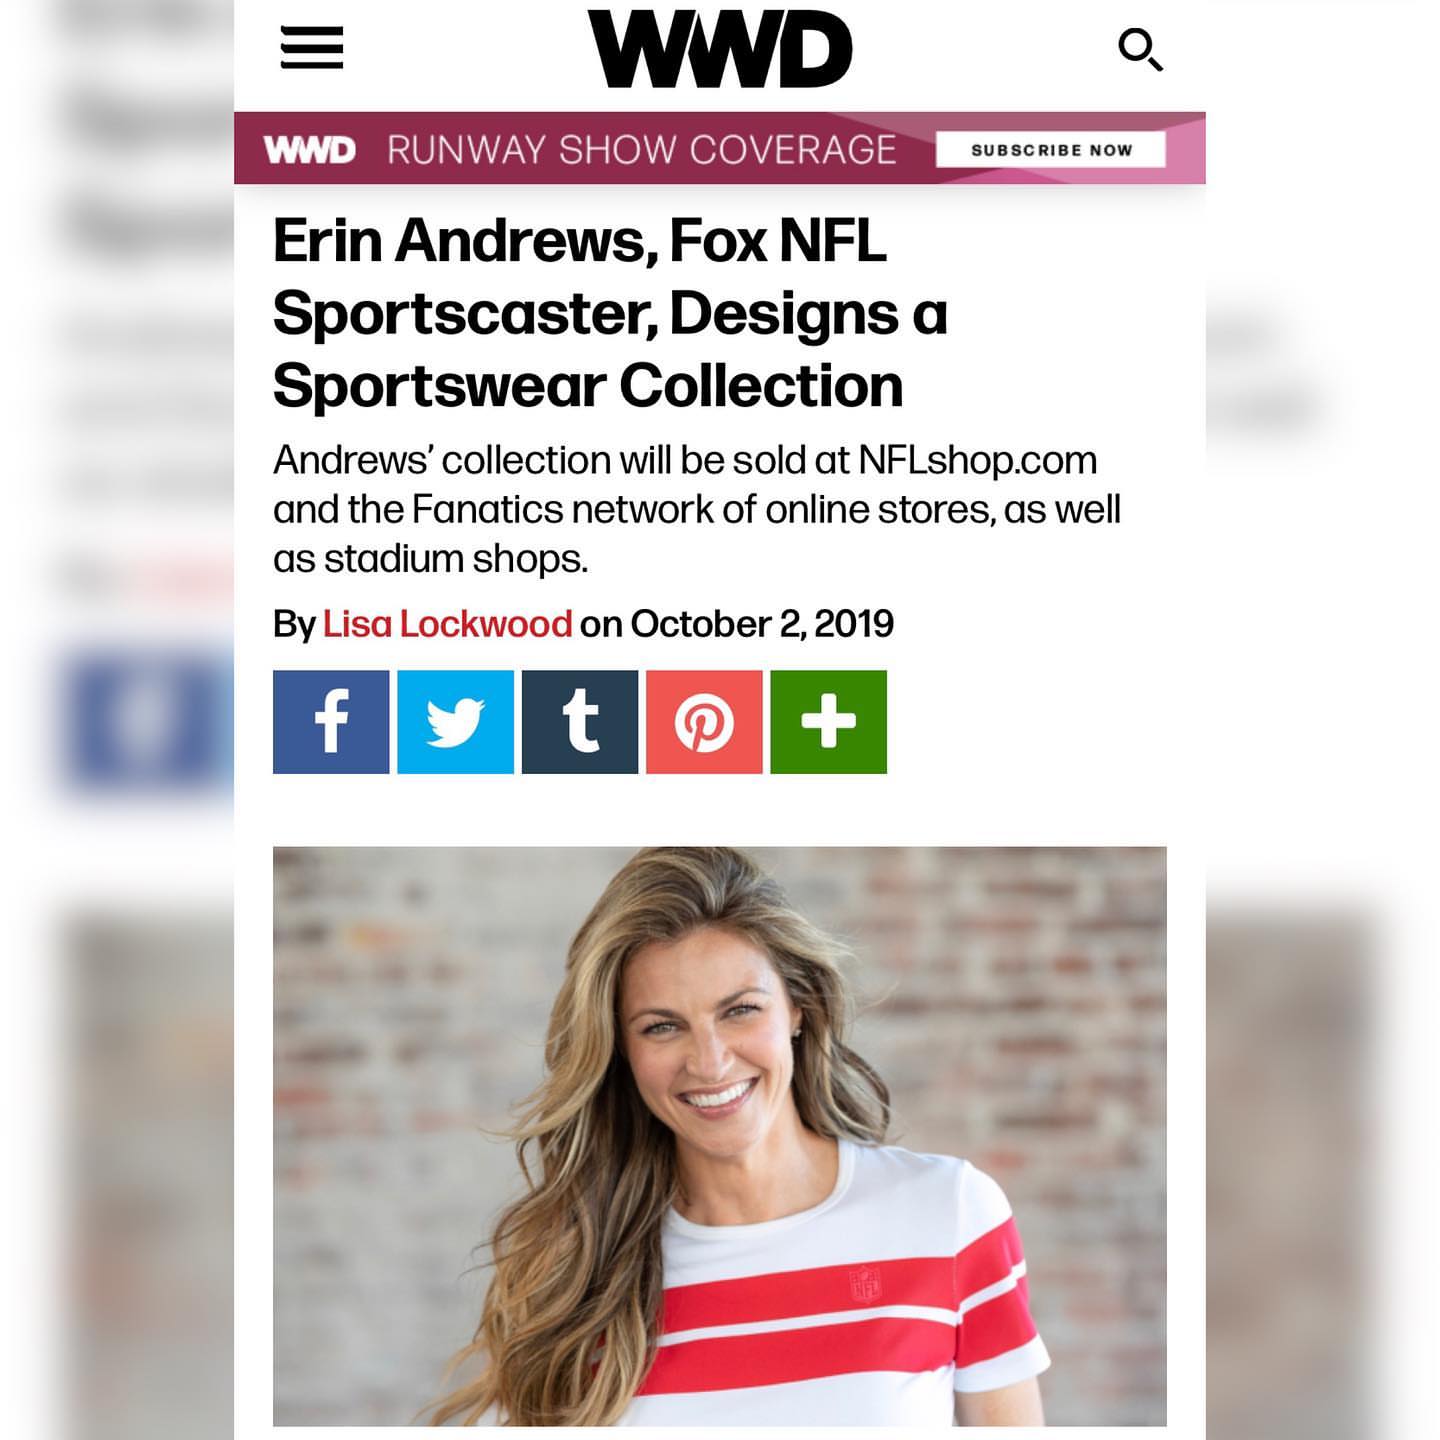 WWD
WWD RUNWAY SHOW COVERAGE SUBSCRIBE NOW
Erin Andrews, Fox NFL
Sportscaster, Designs a
Sportswear Collection
Andrews’ collection will be sold at NFLshop.com
and the Fanatics network of online stores, as well
as stadium shops.
By Lisa Lockwood on October 2, 2019
NFL